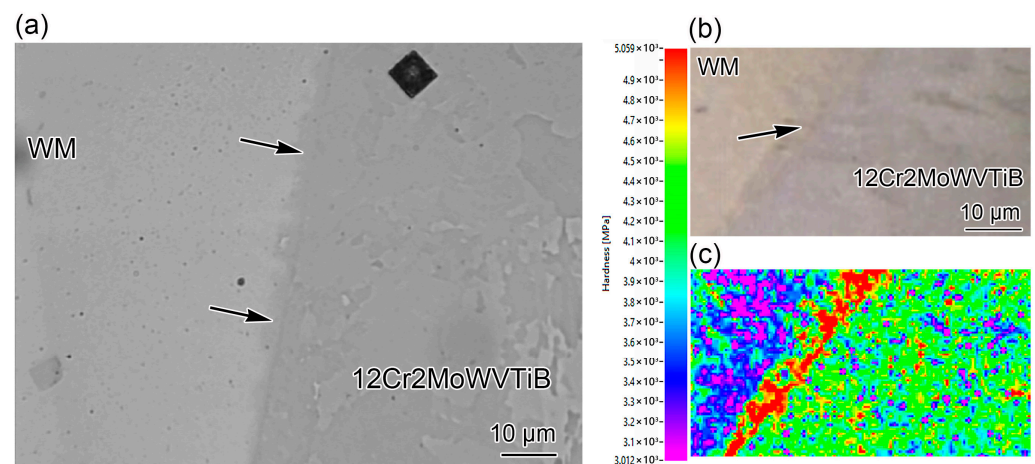 (a)
WM
12Cr2MoWVTiB
10 μm
Hardness [MPa]
5.059×10³
4.9×10³
4.8×10³
4.7×10³
4.6×10³
4.5×10³
4.4×10³
4.3×10³
4.2×10³
4.1×10³
4×10³
3.9×10³
3.8×10³
3.7×10³
3.6×10³
3.5×10³
3.4×10³
3.3×10³
3.2×10³
3.1×10³
3.012×10³
(b)
WM
12Cr2MoWVTiB
10 μm
(c)